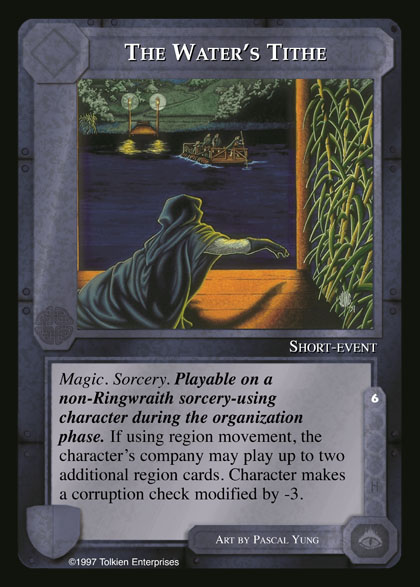 The Water's Tithe
Short-event
Magic. Sorcery. Playable on a
non-Ringwraith sorcery-using
character during the organization
phase. If using region movement, the
character's company may play up to two
additional region cards. Character makes
a corruption check modified by -3.
6
H
Art by Pascal Yung
©1997 Tolkien Enterprises